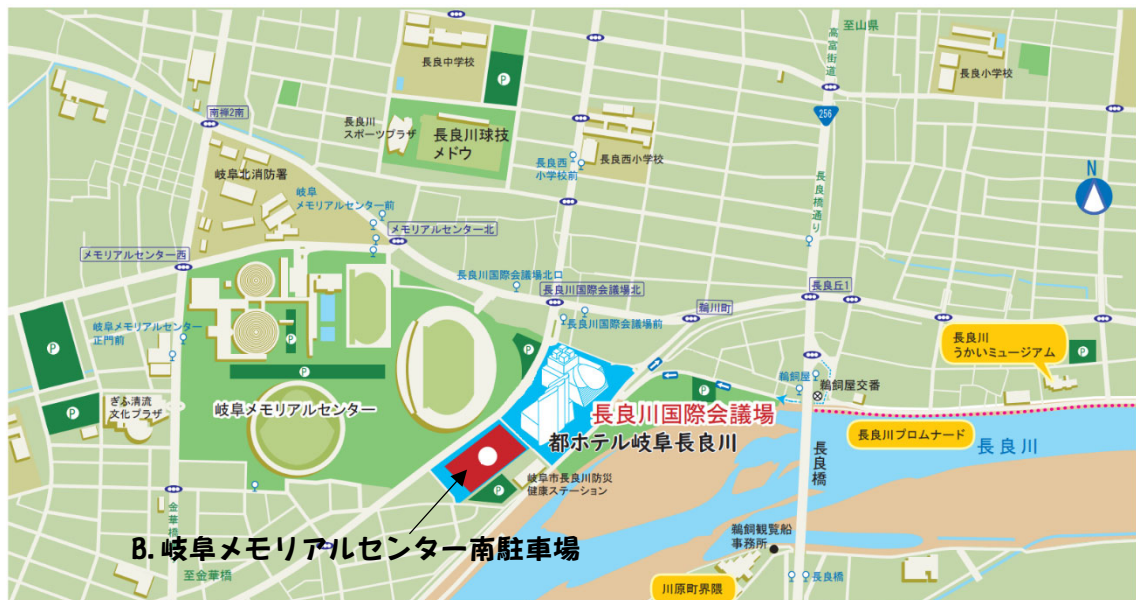 至山県
高富街道
長良中学校
長良小学校
P
256
南禅2南
長良川
スポーツプラザ
長良川球技
メドウ
長良西
小学校前
長良西小学校
岐阜北消防署
岐阜
メモリアルセンター前
長良橋通り
N
メモリアルセンター北
メモリアルセンター西
長良川国際会議場北口
長良川国際会議場北
長良丘1
鵜川町
岐阜メモリアルセンター
正門前
長良川国際会議場前
長良川
うかいミュージアム
P
P
P
P
P
鵜飼屋
鵜飼屋交番
ぎふ清流
文化プラザ
P
岐阜メモリアルセンター
長良川国際会議場
都ホテル岐阜長良川
長良川プロムナード
長良川
長良橋
岐阜市長良川防災
健康ステーション
P
金華橋
鵜飼観覧船
事務所
B.岐阜メモリアルセンター南駐車場
至金華橋
長良橋
川原町界隈